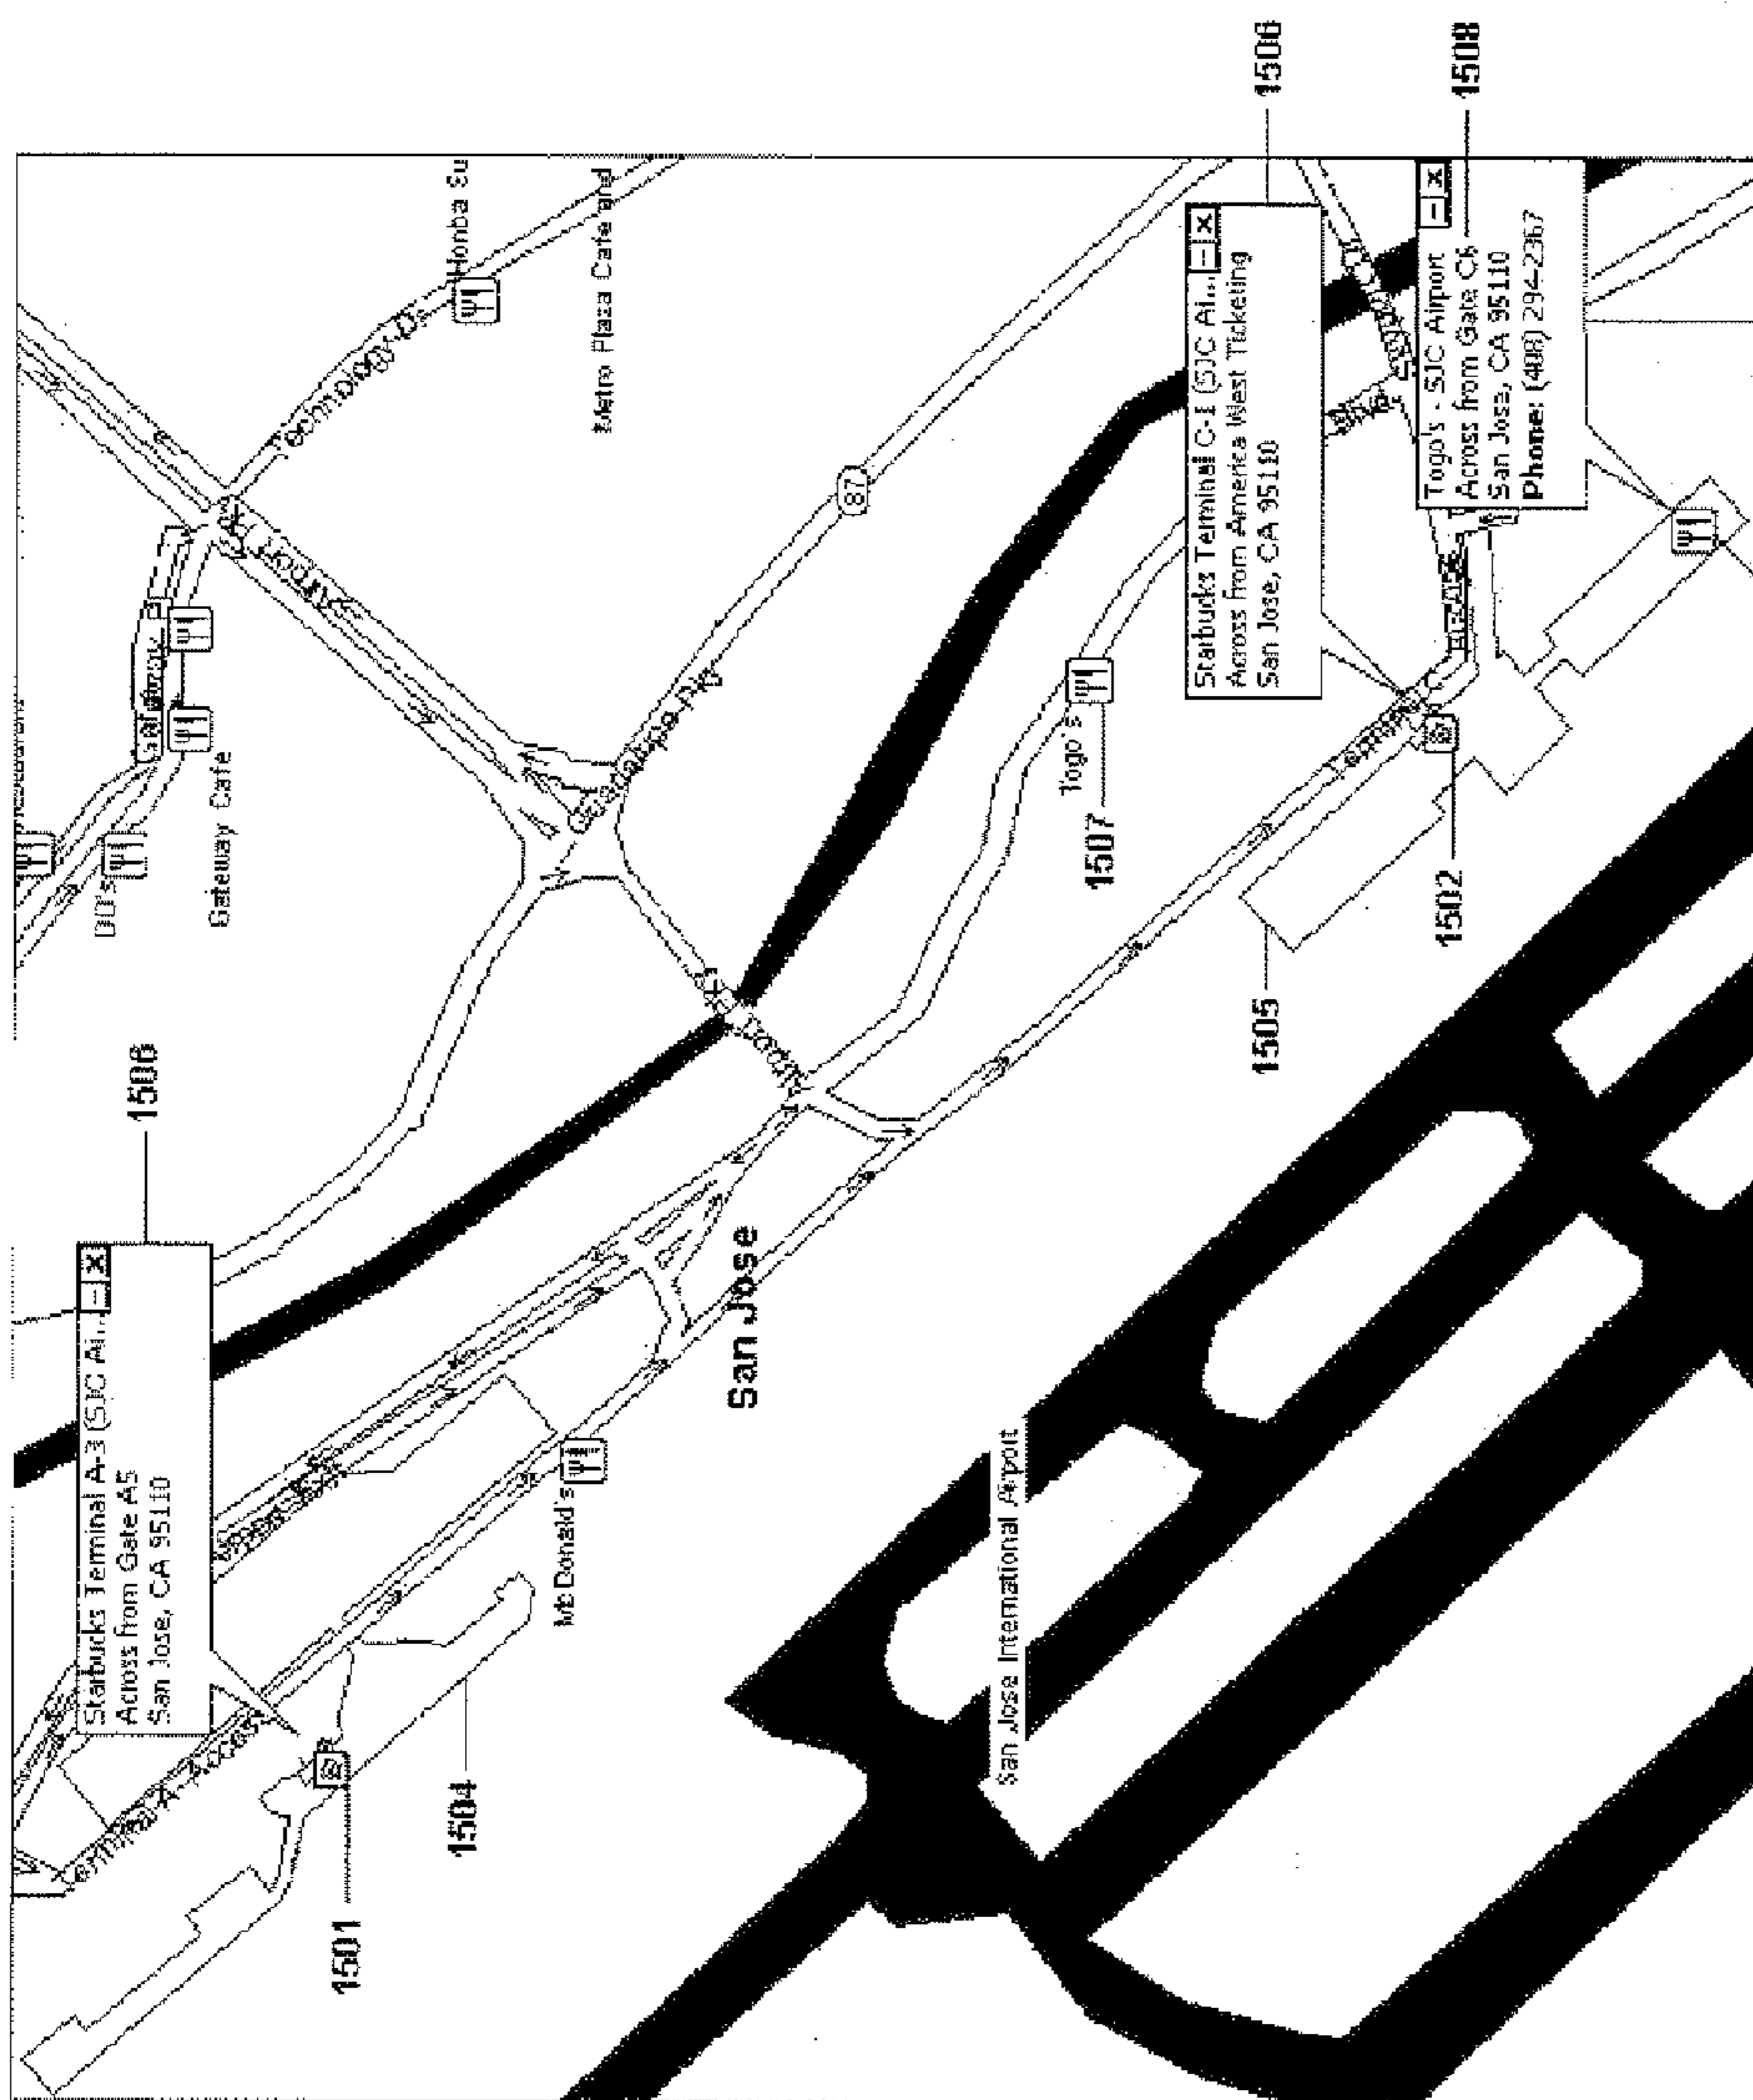 1506
Starbucks Terminal A-3 (SJC Ai...
Across from Gate A5
San Jose, CA 95110
1501
1504
McDonald's
San Jose
San Jose International Airport
DD's
Gateway Cafe
Airport
Technology D
Honba Su
Metro Plaza Cafe and
87
Airport
Togo's
1507
1505
1502
Starbucks Terminal C-1 (SJC Ai...
Across from America West Ticketing
San Jose, CA 95110
1506
Togo's - SJC Airport
Across from Gate C6
San Jose, CA 95110
Phone: (408) 294-2367
1508